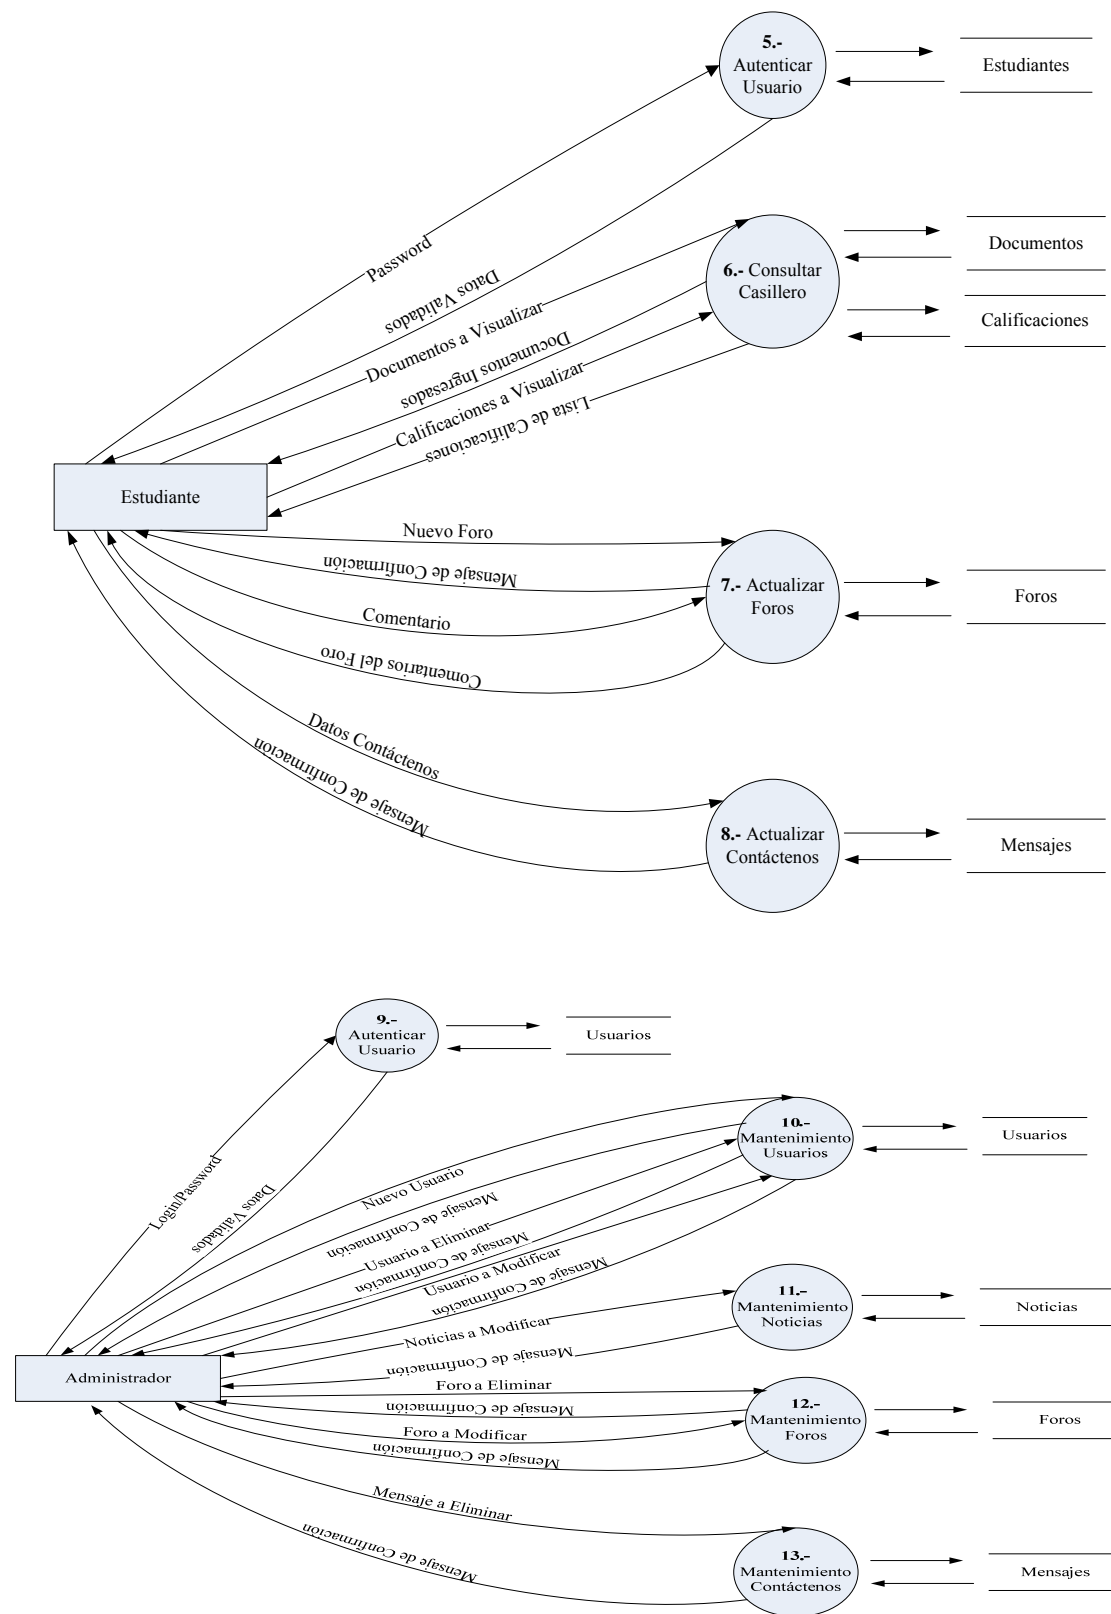 5.-
Autenticar
Usuario
Estudiantes
Password
Datos Validados
Documentos a Visualizar
Documentos Ingresados
Calificaciones a Visualizar
Lista de Calificaciones
6.- Consultar
Casillero
Documentos
Calificaciones
Estudiante
Nuevo Foro
Mensaje de Confirmación
Comentario
Comentarios del Foro
7.- Actualizar
Foros
Foros
Datos Contáctenos
Mensaje de Confirmación
8.- Actualizar
Contáctenos
Mensajes
9.-
Autenticar
Usuario
Usuarios
Login/Password
Datos Validados
Nuevo Usuario
Mensaje de Confirmación
Usuario a Eliminar
Mensaje de Confirmación
Usuario a Modificar
Mensaje de Confirmación
10.-
Mantenimiento
Usuarios
Usuarios
Noticias a Modificar
Mensaje de Confirmación
11.-
Mantenimiento
Noticias
Noticias
Administrador
Foro a Eliminar
Mensaje de Confirmación
Foro a Modificar
Mensaje de Confirmación
12.-
Mantenimiento
Foros
Foros
Mensaje a Eliminar
Mensaje de Confirmación
13.-
Mantenimiento
Contáctenos
Mensajes